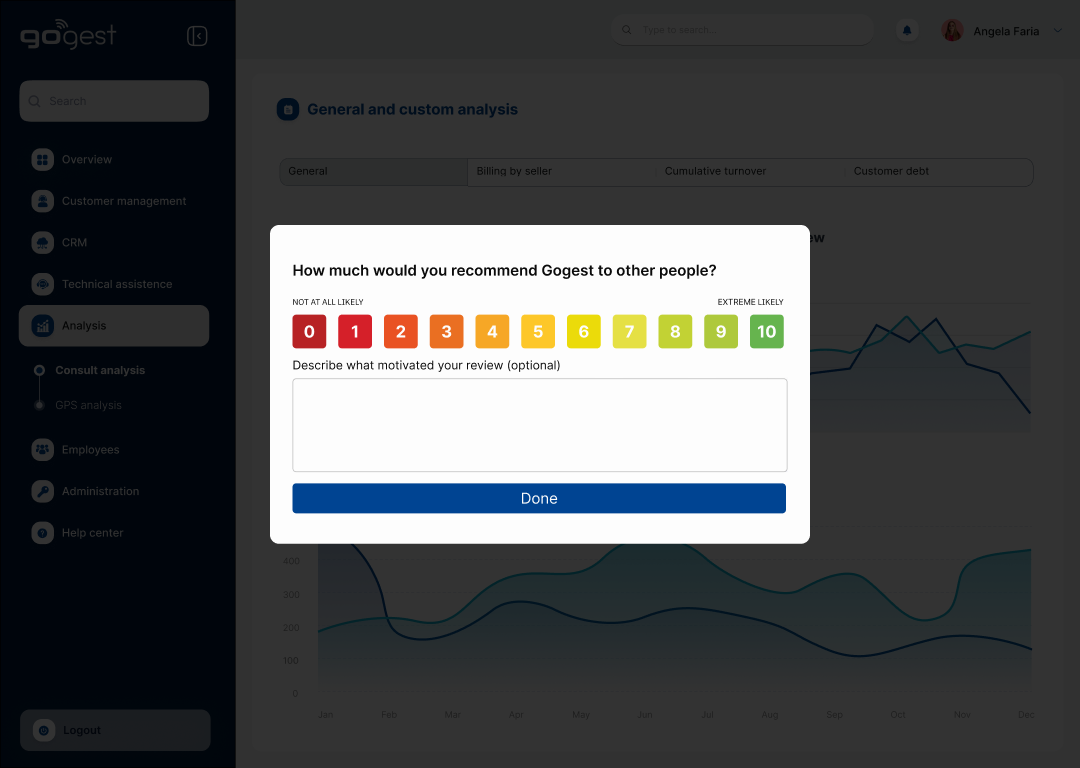 gogest
Type to search...
Angela Faria
Search
Overview
Customer management
CRM
Technical assistence
Analysis
Consult analysis
GPS analysis
Employees
Administration
Help center
Logout
General and custom analysis
General Billing by seller Cumulative turnover Customer debt
How much would you recommend Gogest to other people?
NOT AT ALL LIKELY EXTREME LIKELY
0 1 2 3 4 5 6 7 8 9 10
Describe what motivated your review (optional)
Done
400
300
200
100
0
Jan Feb Mar Apr May Jun Jul Aug Sep Oct Nov Dec